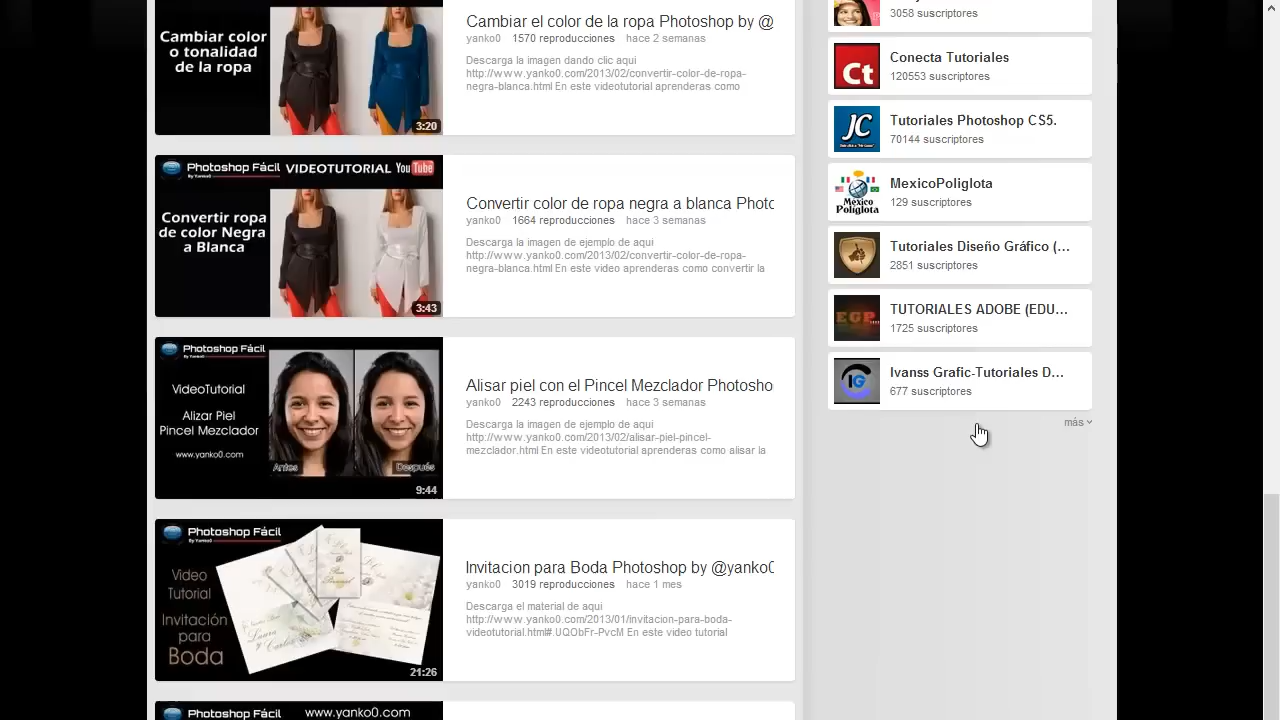 Cambiar color
o tonalidad
de la ropa
3:20
Cambiar el color de la ropa Photoshop by @
yanko0 1570 reproducciones hace 2 semanas
Descarga la imagen dando clic aqui
http://www.yanko0.com/2013/02/convertir-color-de-ropa-
negra-blanca.html En este videotutorial aprenderas como
Photoshop Fácil VIDEOTUTORIAL YouTube
By Yanko0
Convertir ropa
de color Negra
a Blanca
3:43
Convertir color de ropa negra a blanca Photo
yanko0 1664 reproducciones hace 3 semanas
Descarga la imagen de ejemplo de aqui
http://www.yanko0.com/2013/02/convertir-color-de-ropa-
negra-blanca.html En este video aprenderas como convertir la
Photoshop Fácil
By Yanko0
VideoTutorial
Alizar Piel
Pincel Mezclador
www.yanko0.com
Antes Después
9:44
Alisar piel con el Pincel Mezclador Photosho
yanko0 2243 reproducciones hace 3 semanas
Descarga la imagen de ejemplo de aqui
http://www.yanko0.com/2013/02/alisar-piel-pincel-
mezclador.html En este videotutorial aprenderas como alisar la
Photoshop Fácil
By Yanko0
Video
Tutorial
Invitación
para
Boda
21:26
Invitacion para Boda Photoshop by @yanko0
yanko0 3019 reproducciones hace 1 mes
Descarga el material de aqui
http://www.yanko0.com/2013/01/invitacion-para-boda-
videotutorial.html#.UQObFr-PvcM En este video tutorial
Photoshop Fácil www.yanko0.com
3058 suscriptores
Ct
Conecta Tutoriales
120553 suscriptores
JC
Tutoriales Photoshop CS5.
70144 suscriptores
México
Poliglota
MexicoPoliglota
129 suscriptores
Tutoriales Diseño Gráfico (...
2851 suscriptores
EGP
TUTORIALES ADOBE (EDU...
1725 suscriptores
IG
Ivanss Grafic-Tutoriales D...
677 suscriptores
más